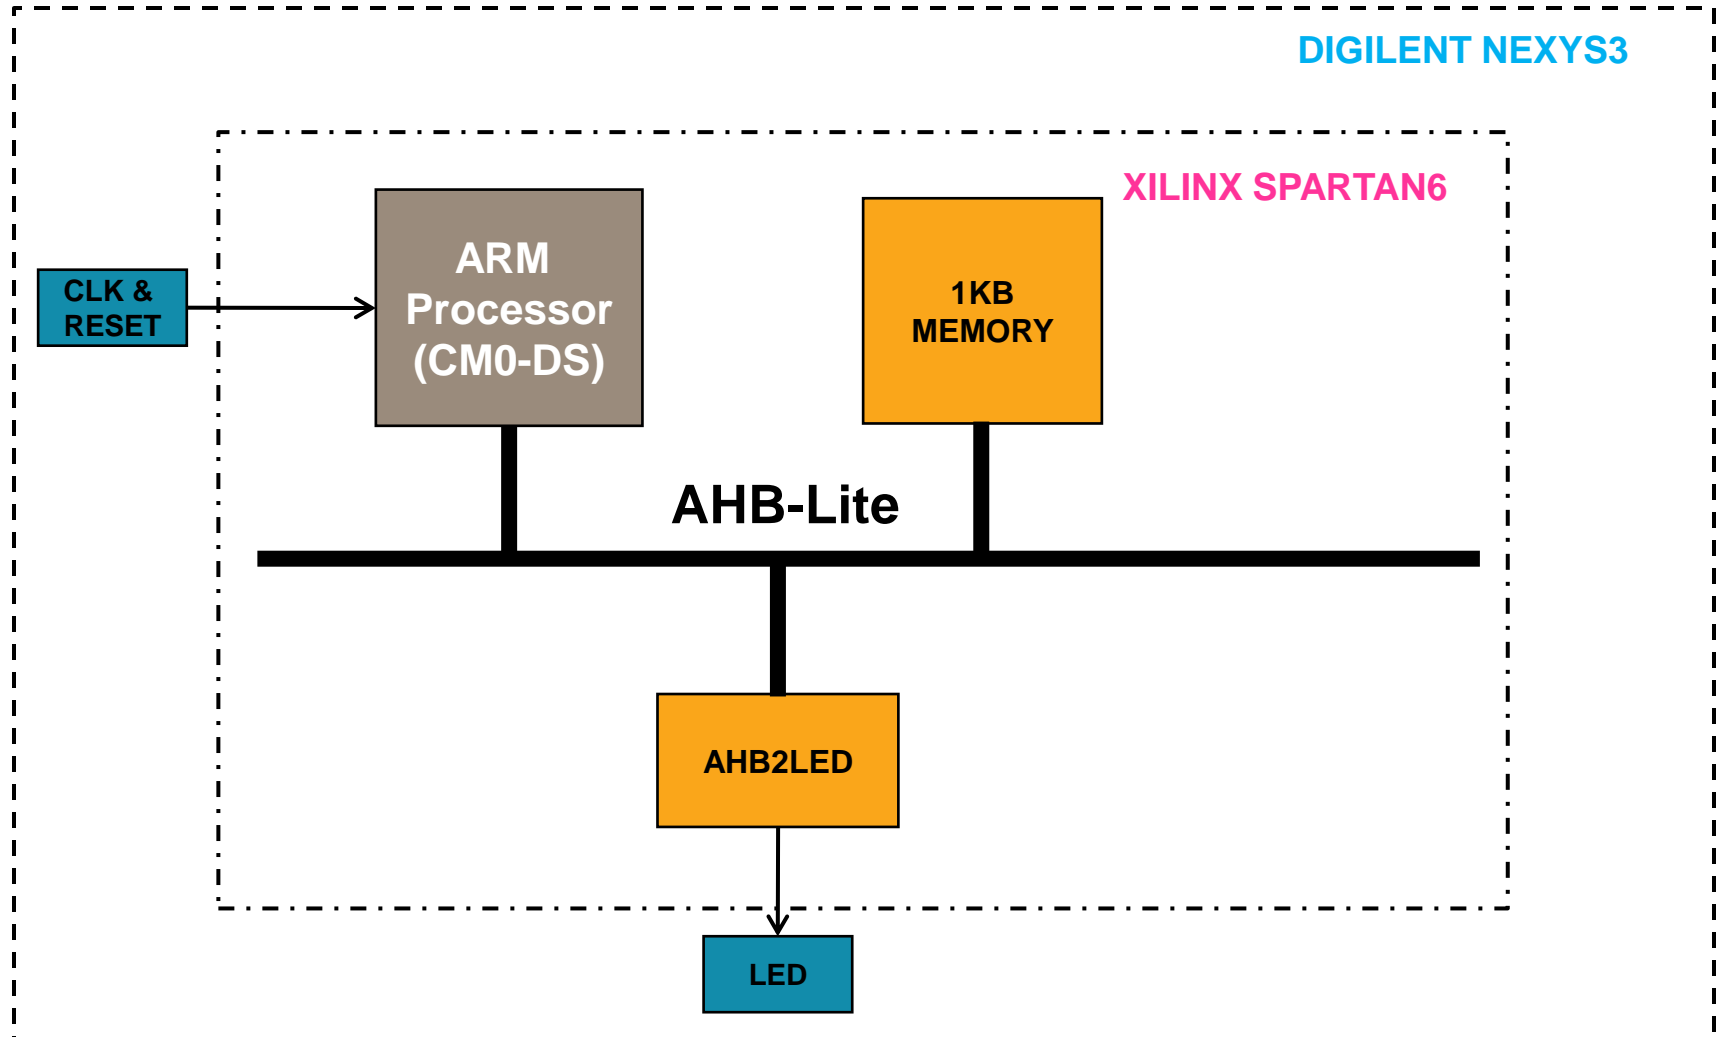 DIGILENT NEXYS3
XILINX SPARTAN6
ARM
Processor
(CM0-DS)
1KB
MEMORY
CLK &
RESET
AHB-Lite
AHB2LED
LED